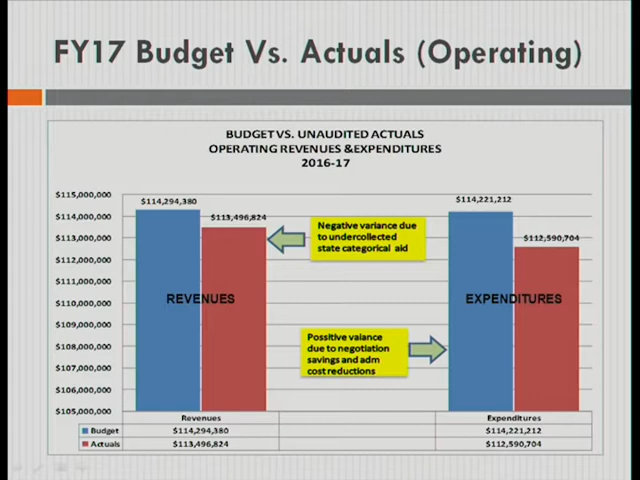 FY17 Budget Vs. Actuals (Operating)
BUDGET VS. UNAUDITED ACTUALS
OPERATING REVENUES &EXPENDITURES
2016-17
$115,000,000
$114,000,000
$113,000,000
$112,000,000
$111,000,000
$110,000,000
$109,000,000
$108,000,000
$107,000,000
$106,000,000
$105,000,000
$114,294,380
$113,496,824
Negative variance due
to undercollected
state categorical aid
REVENUES
$114,221,212
$112,590,704
EXPENDITURES
Possitive vaiance
due to negotiation
savings and adm
cost reductions
Revenues Expenditures
Budget $114,294,380 $114,221,212
Actuals $113,496,824 $112,590,704